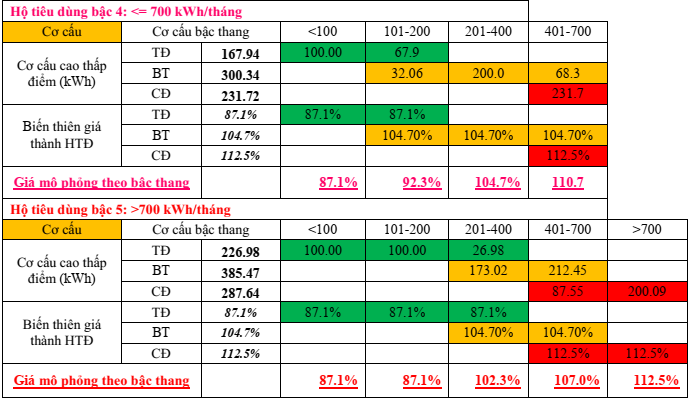 Hộ tiêu dùng bậc 4: <= 700 kWh/tháng
Cơ cấu Cơ cấu bậc thang <100 101-200 201-400 401-700
Cơ cấu cao thấp điểm (kWh) TĐ 167.94 100.00 67.9
BT 300.34 32.06 200.0 68.3
CĐ 231.72 231.7
Biến thiên giá thành HTĐ TĐ 87.1% 87.1% 87.1%
BT 104.7% 104.70% 104.70% 104.70%
CĐ 112.5% 112.5%
Giá mô phỏng theo bậc thang 87.1% 92.3% 104.7% 110.7
Hộ tiêu dùng bậc 5: >700 kWh/tháng
Cơ cấu Cơ cấu bậc thang <100 101-200 201-400 401-700 >700
Cơ cấu thấp điểm (kWh) TĐ 226.98 100.00 100.00 26.98
BT 385.47 173.02 212.45
CĐ 287.64 87.55 200.09
Biến thiên giá thành HTĐ TĐ 87.1% 87.1% 87.1% 87.1%
BT 104.7% 104.70% 104.70%
CĐ 112.5% 112.5% 112.5%
Giá mô phỏng theo bậc thang 87.1% 87.1% 102.3% 107.0% 112.5%